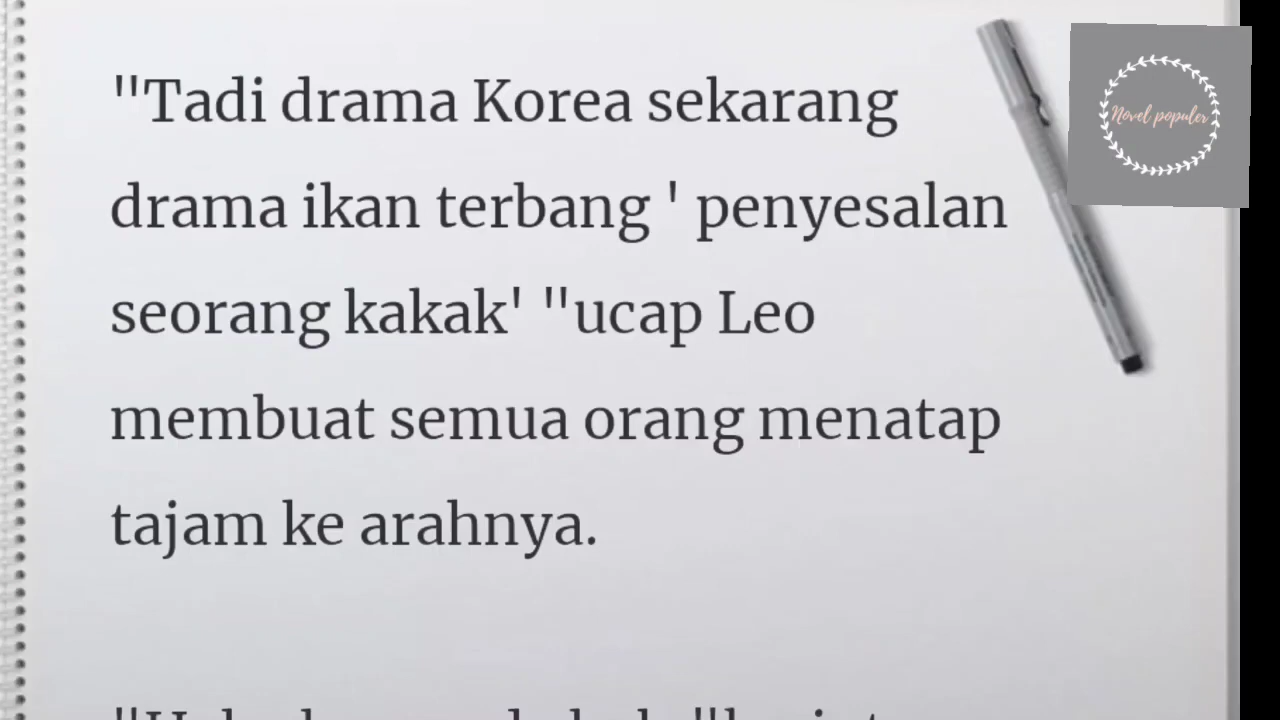 "Tadi drama Korea sekarang
drama ikan terbang ' penyesalan
seorang kakak' "ucap Leo
membuat semua orang menatap
tajam ke arahnya.
Novel populer